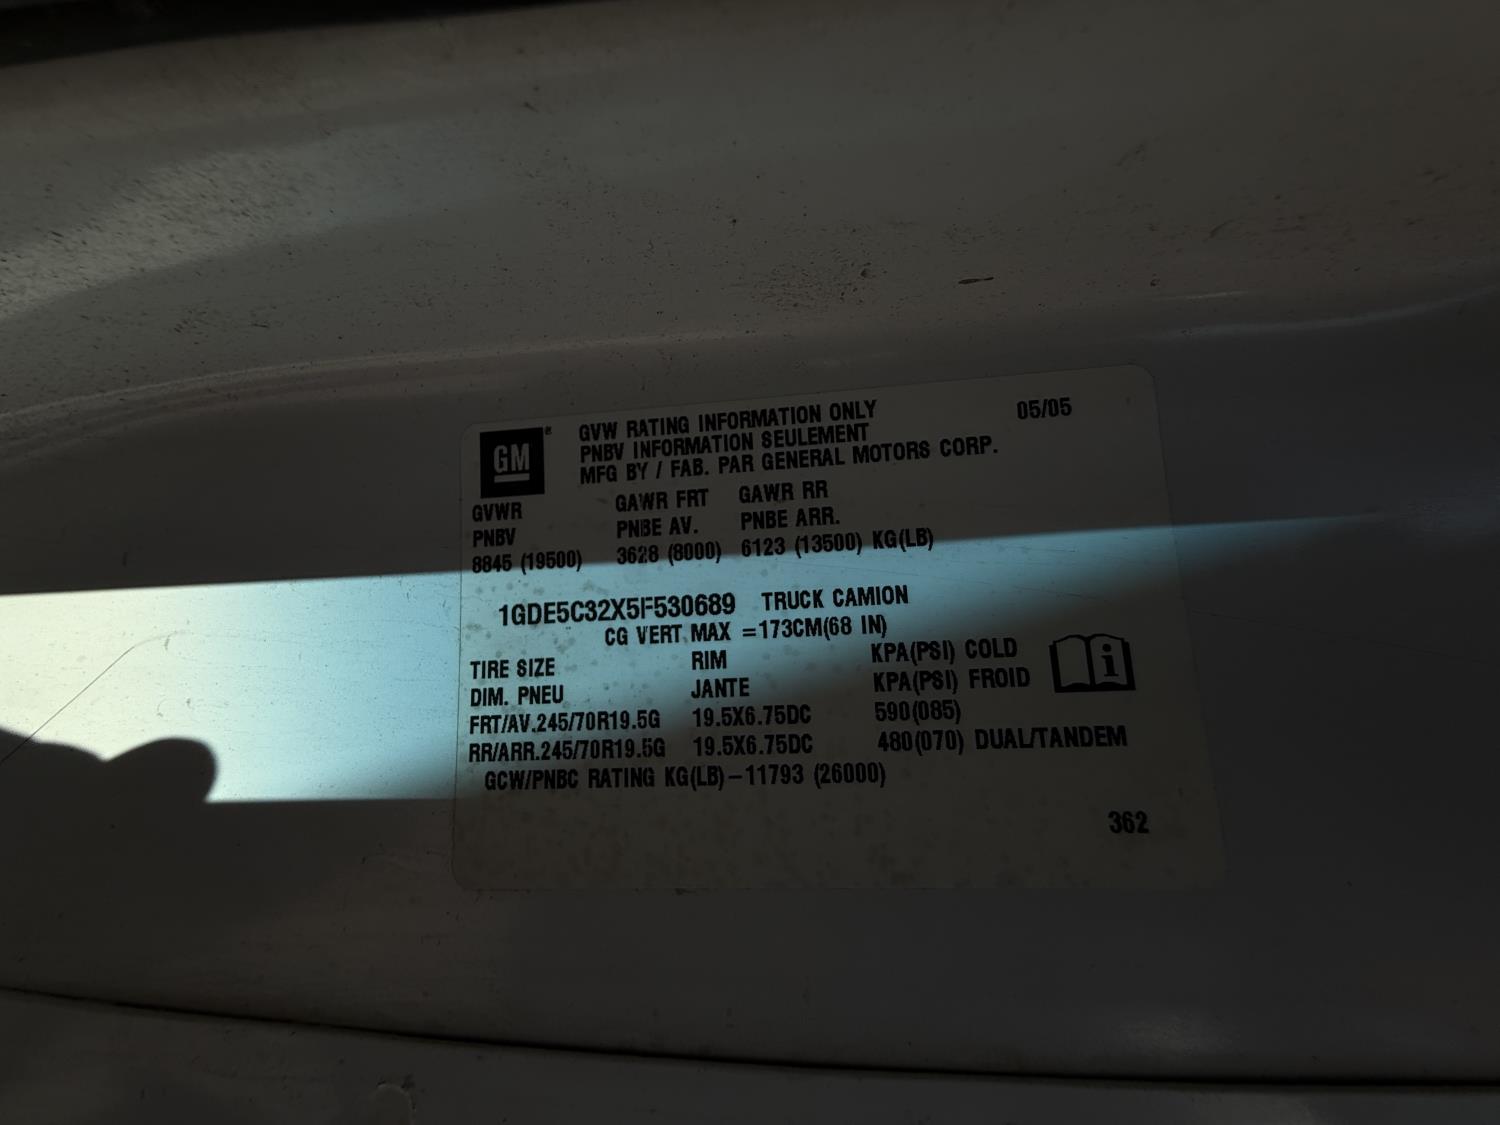 GM
GVW RATING INFORMATION ONLY 05/05
PNBV INFORMATION SEULEMENT
MFG BY / FAB. PAR GENERAL MOTORS CORP.
GVWR GAWR FRT GAWR RR
PNBV PNBE AV. PNBE ARR.
8845 (19500) 3628 (8000) 6123 (13500) KG(LB)
1GDE5C32X5F530689 TRUCK CAMION
CG VERT MAX =173CM(68 IN)
TIRE SIZE RIM KPA(PSI) COLD
DIM. PNEU JANTE KPA(PSI) FROID
FRT/AV.245/70R19.5G 19.5X6.75DC 590(085)
RR/ARR.245/70R19.5G 19.5X6.75DC 480(070) DUAL/TANDEM
GCW/PNBC RATING KG(LB)-11793 (26000)
362